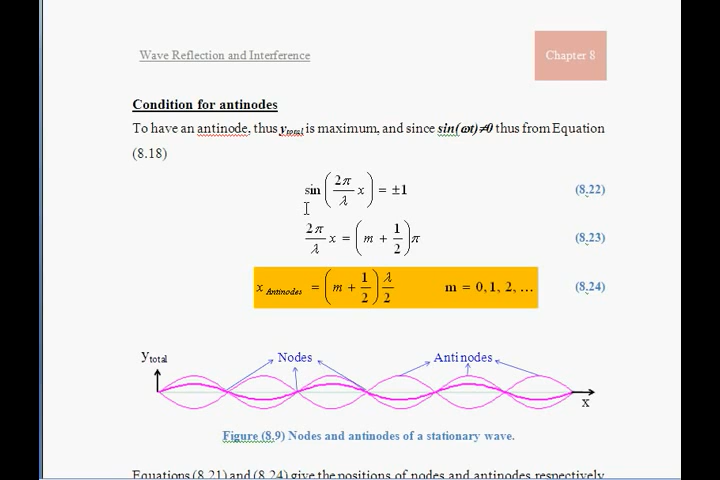 Wave Reflection and Interference
Chapter 8
Condition for antinodes
To have an antinode, thus y_total is maximum, and since sin(ωt)≠0 thus from Equation
(8.18)
sin(2π/λ x) = ±1 (8.22)
2π/λ x = (m + 1/2)π (8.23)
x Antinodes = (m + 1/2) λ/2 m = 0, 1, 2, … (8.24)
y_total Nodes Antinodes
x
Figure (8.9) Nodes and antinodes of a stationary wave.
Equations (8.21) and (8.24) give the positions of nodes and antinodes respectively